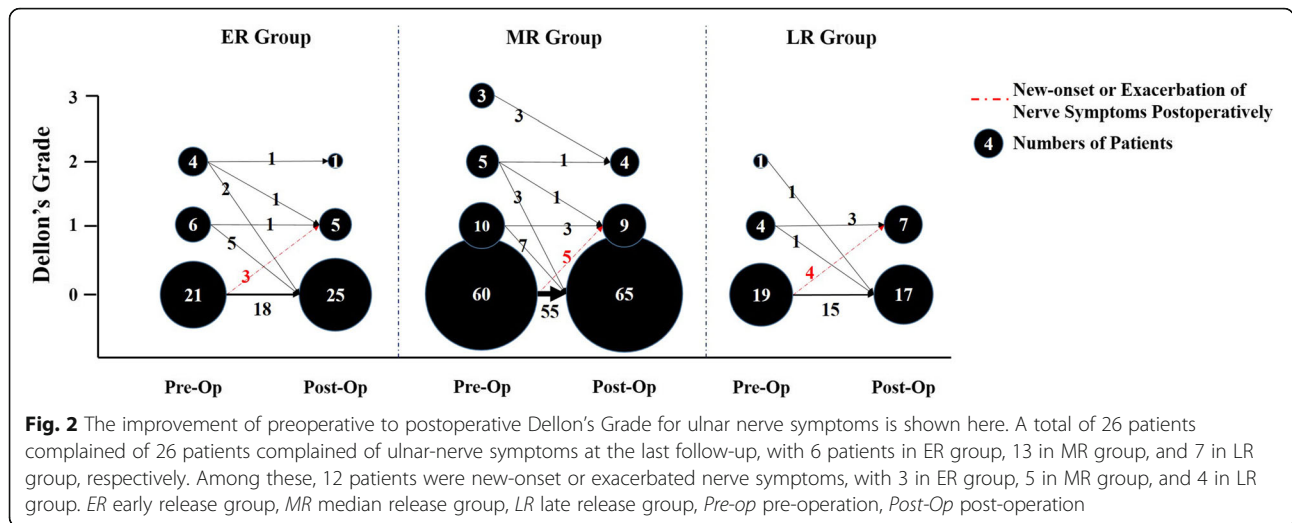 ER Group
MR Group
LR Group
New-onset or Exacerbation of
Nerve Symptoms Postoperatively
4 Numbers of Patients
Dellon's Grade
3
2
1
0
4
1
1
2
1
6
1
5
5
3
21
18
25
3
3
5
1
4
3
1
10
3
9
7
5
60
55
65
1
1
4
3
7
1
4
19
15
17
Pre-Op
Post-Op
Pre-Op
Post-Op
Pre-Op
Post-Op
Fig. 2 The improvement of preoperative to postoperative Dellon's Grade for ulnar nerve symptoms is shown here. A total of 26 patients
complained of 26 patients complained of ulnar-nerve symptoms at the last follow-up, with 6 patients in ER group, 13 in MR group, and 7 in LR
group, respectively. Among these, 12 patients were new-onset or exacerbated nerve symptoms, with 3 in ER group, 5 in MR group, and 4 in LR
group. ER early release group, MR median release group, LR late release group, Pre-op pre-operation, Post-Op post-operation